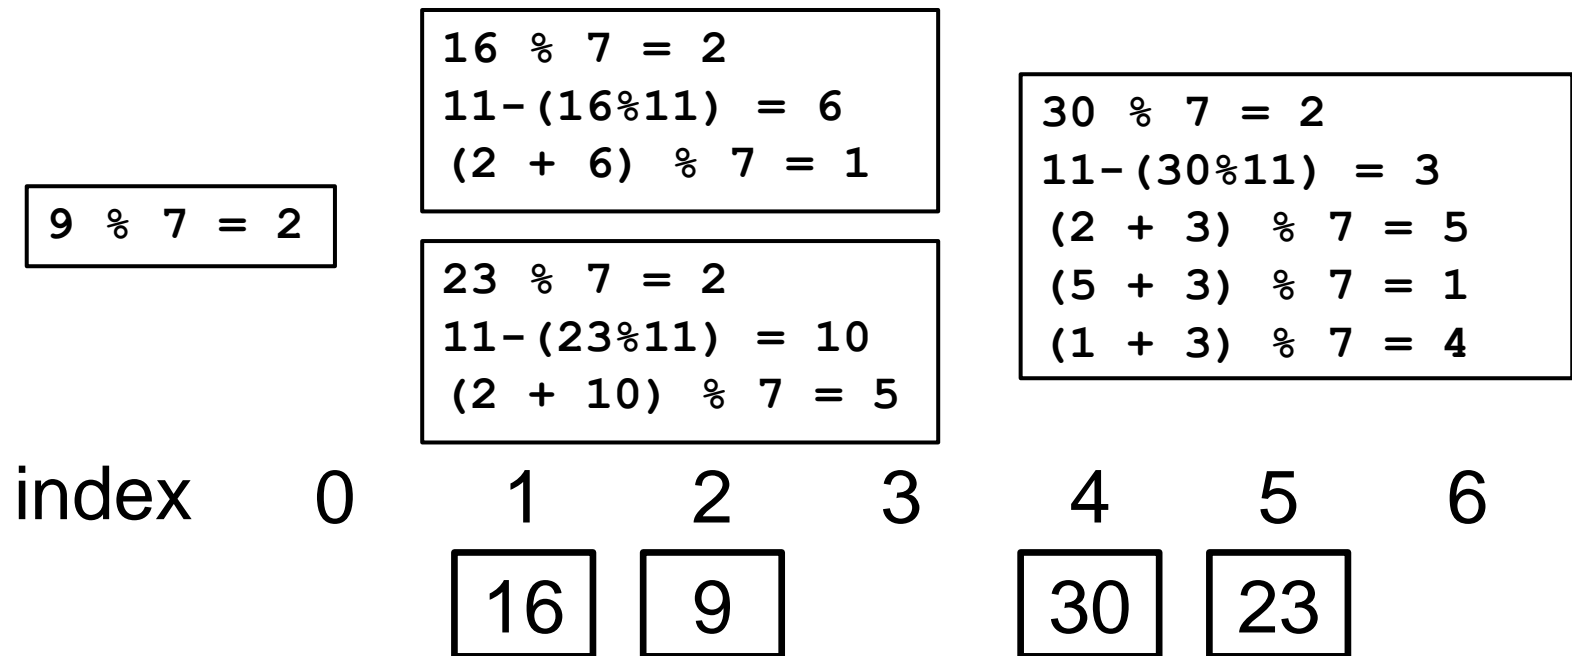 9 % 7 = 2
16 % 7 = 2
11-(16%11) = 6
(2 + 6) % 7 = 1
23 % 7 = 2
11-(23%11) = 10
(2 + 10) % 7 = 5
30 % 7 = 2
11-(30%11) = 3
(2 + 3) % 7 = 5
(5 + 3) % 7 = 1
(1 + 3) % 7 = 4
index 0 1 2 3 4 5 6
16 9 30 23